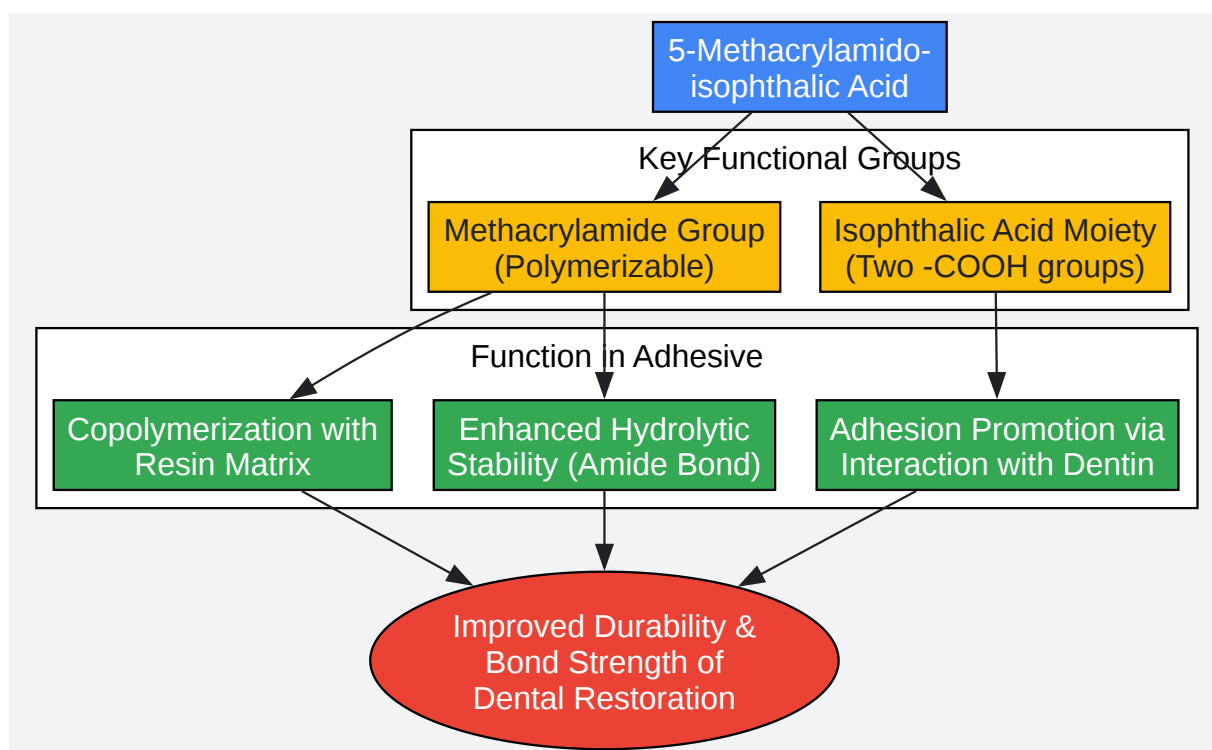 5-Methacrylamido-
isophthalic Acid
Key Functional Groups
Methacrylamide Group
(Polymerizable)
Isophthalic Acid Moiety
(Two -COOH groups)
Function in Adhesive
Copolymerization with
Resin Matrix
Enhanced Hydrolytic
Stability (Amide Bond)
Adhesion Promotion via
Interaction with Dentin
Improved Durability &
Bond Strength of
Dental Restoration